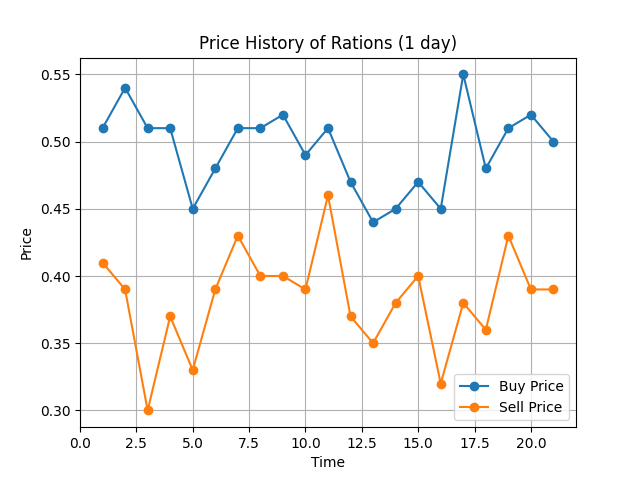 Price History of Rations (1 day)
0.55
0.50
0.45
0.40
0.35
0.30
Price
Buy Price
Sell Price
0.0 2.5 5.0 7.5 10.0 12.5 15.0 17.5 20.0
Time